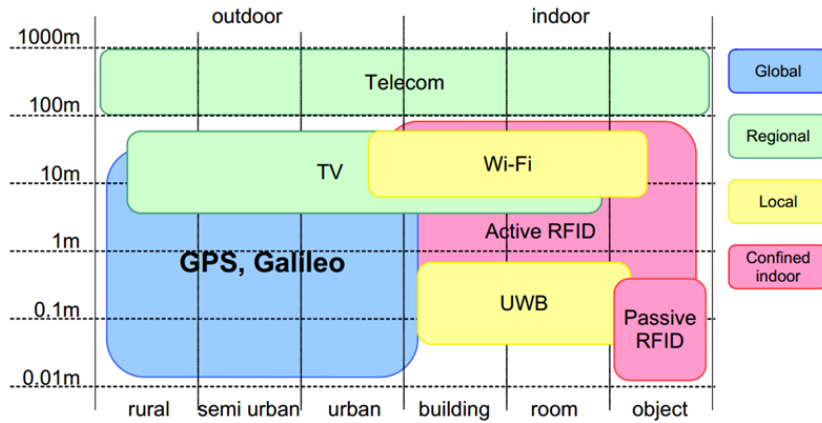 outdoor indoor
1000m
Telecom
Global
100m
Regional
TV
Wi-Fi
10m
Local
Active RFID
1m
GPS, Galileo
Confined
indoor
UWB
0.1m
Passive
RFID
0.01m
rural semi urban urban building room object